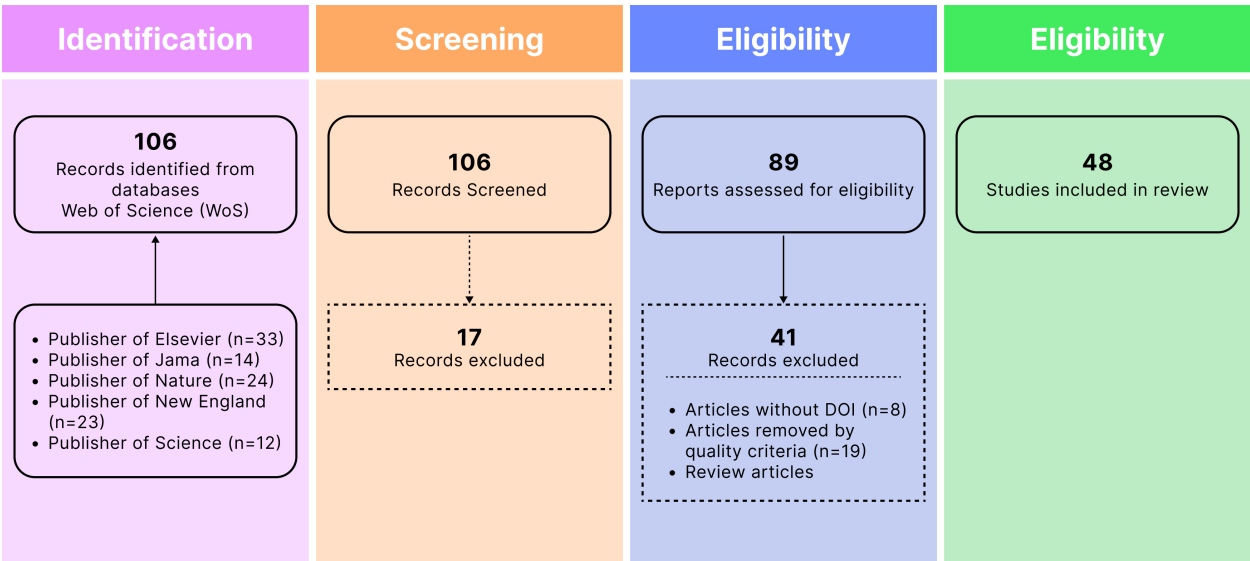 Identification
106
Records identified from
databases
Web of Science (WoS)
Publisher of Elsevier (n=33)
Publisher of Jama (n=14)
Publisher of Nature (n=24)
Publisher of New England
(n=23)
Publisher of Science (n=12)
Screening
106
Records Screened
17
Records excluded
Eligibility
89
Reports assessed for eligibility
41
Records excluded
Articles without DOI (n=8)
Articles removed by
quality criteria (n=19)
Review articles
Eligibility
48
Studies included in review